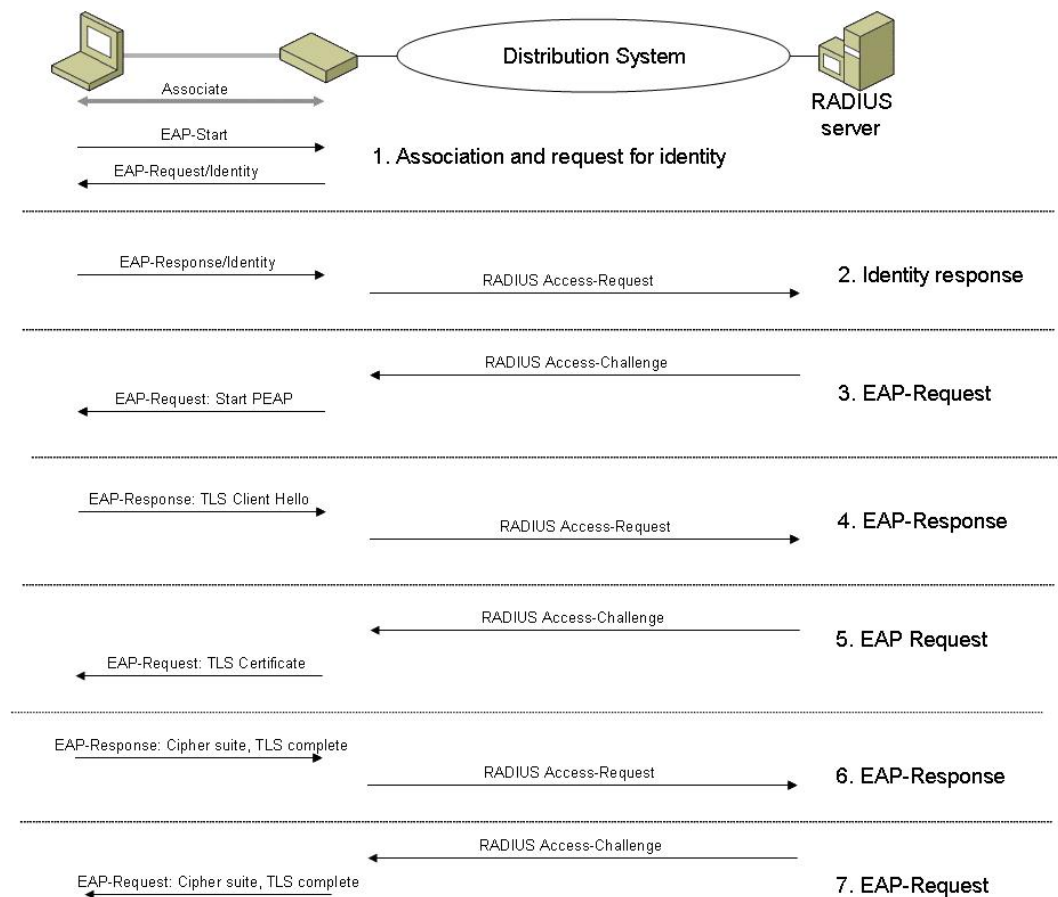 Distribution System
RADIUS
server
Associate
EAP-Start
1. Association and request for identity
EAP-Request/Identity
EAP-Response/Identity
RADIUS Access-Request
2. Identity response
RADIUS Access-Challenge
EAP-Request: Start PEAP
3. EAP-Request
EAP-Response: TLS Client Hello
RADIUS Access-Request
4. EAP-Response
RADIUS Access-Challenge
5. EAP Request
EAP-Request: TLS Certificate
EAP-Response: Cipher suite, TLS complete
RADIUS Access-Request
6. EAP-Response
RADIUS Access-Challenge
EAP-Request: Cipher suite, TLS complete
7. EAP-Request